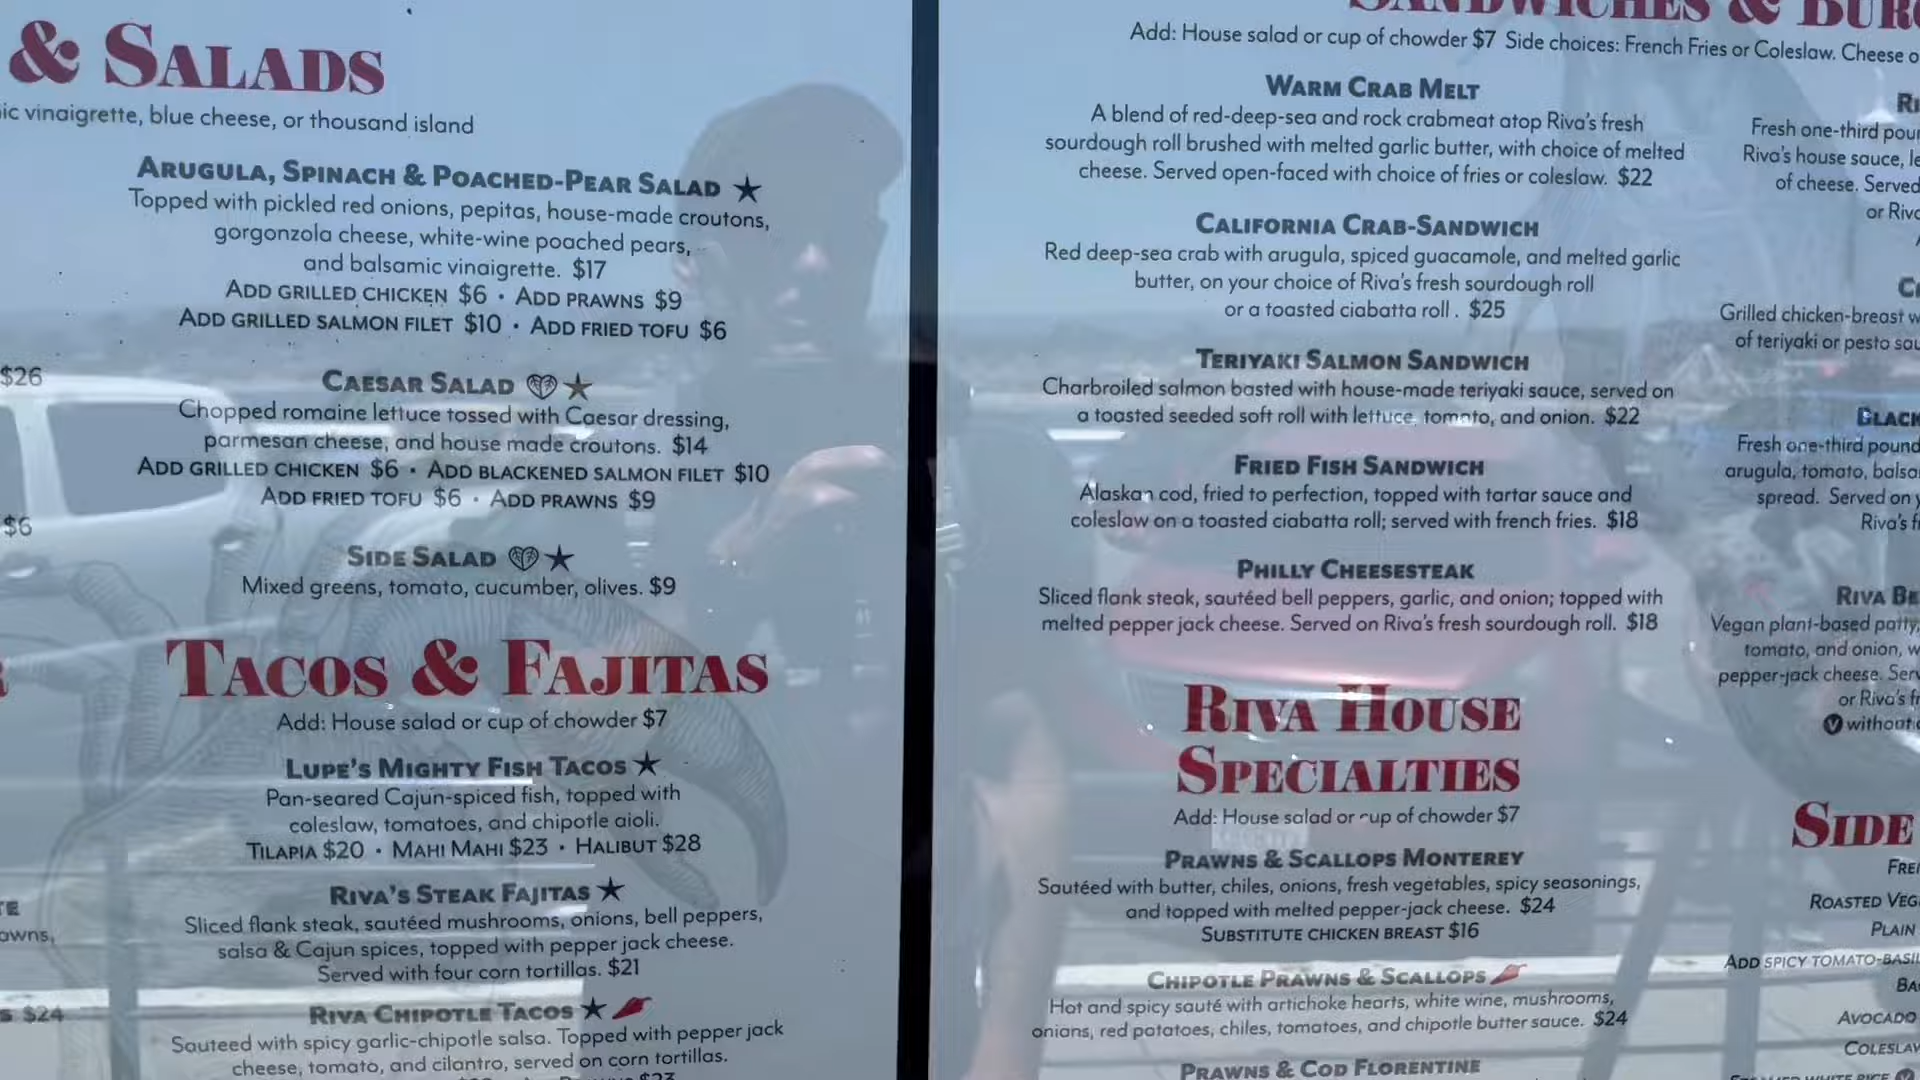 & SALADS
ic vinaigrette, blue cheese, or thousand island
ARUGULA, SPINACH & POACHED-PEAR SALAD ★
Topped with pickled red onions, pepitas, house-made croutons,
gorgonzola cheese, white-wine poached pears,
and balsamic vinaigrette. $17
ADD GRILLED CHICKEN $6 • ADD PRAWNS $9
ADD GRILLED SALMON FILET $10 • ADD FRIED TOFU $6
$26
CAESAR SALAD ★
Chopped romaine lettuce tossed with Caesar dressing,
parmesan cheese, and house made croutons. $14
ADD GRILLED CHICKEN $6 • ADD BLACKENED SALMON FILET $10
ADD FRIED TOFU $6 • ADD PRAWNS $9
$6
SIDE SALAD ★
Mixed greens, tomato, cucumber, olives. $9
TACOS & FAJITAS
Add: House salad or cup of chowder $7
LUPE'S MIGHTY FISH TACOS ★
Pan-seared Cajun-spiced fish, topped with
coleslaw, tomatoes, and chipotle aioli.
TILAPIA $20 • MAHI MAHI $23 • HALIBUT $28
RIVA'S STEAK FAJITAS ★
Sliced flank steak, sautéed mushrooms, onions, bell peppers,
salsa & Cajun spices, topped with pepper jack cheese.
Served with four corn tortillas. $21
$24
RIVA CHIPOTLE TACOS ★
Sauteed with spicy garlic-chipotle salsa. Topped with pepper jack
cheese, tomato, and cilantro, served on corn tortillas.
SANDWICHES & BUR
Add: House salad or cup of chowder $7 Side choices: French Fries or Coleslaw. Cheese o
WARM CRAB MELT
A blend of red-deep-sea and rock crabmeat atop Riva's fresh
sourdough roll brushed with melted garlic butter, with choice of melted
cheese. Served open-faced with choice of fries or coleslaw. $22
CALIFORNIA CRAB-SANDWICH
Red deep-sea crab with arugula, spiced guacamole, and melted garlic
butter, on your choice of Riva's fresh sourdough roll
or a toasted ciabatta roll . $25
TERIYAKI SALMON SANDWICH
Charbroiled salmon basted with house-made teriyaki sauce, served on
a toasted seeded soft roll with lettuce, tomato, and onion. $22
FRIED FISH SANDWICH
Alaskan cod, fried to perfection, topped with tartar sauce and
coleslaw on a toasted ciabatta roll; served with french fries. $18
PHILLY CHEESESTEAK
Sliced flank steak, sautéed bell peppers, garlic, and onion; topped with
melted pepper jack cheese. Served on Riva's fresh sourdough roll. $18
RIVA HOUSE
SPECIALTIES
Add: House salad or cup of chowder $7
PRAWNS & SCALLOPS MONTEREY
Sautéed with butter, chiles, onions, fresh vegetables, spicy seasonings,
and topped with melted pepper-jack cheese. $24
SUBSTITUTE CHICKEN BREAST $16
CHIPOTLE PRAWNS & SCALLOPS
Hot and spicy sauté with artichoke hearts, white wine, mushrooms,
onions, red potatoes, chiles, tomatoes, and chipotle butter sauce. $24
PRAWNS & COD FLORENTINE
Fresh one-third pou
Riva's house sauce, le
of cheese. Served
or Riv
Grilled chicken-breast w
of teriyaki or pesto sau
BLACK
Fresh one-third pound
arugula, tomato, balsa
spread. Served on y
Riva's f
RIVA BE
Vegan plant-based patty,
tomato, and onion, w
pepper-jack cheese. Serv
or Riva's f
V without
SIDE
ROASTED VEG
PLAIN
ADD SPICY TOMATO-BASIL
AVOCADO
COLESLAW